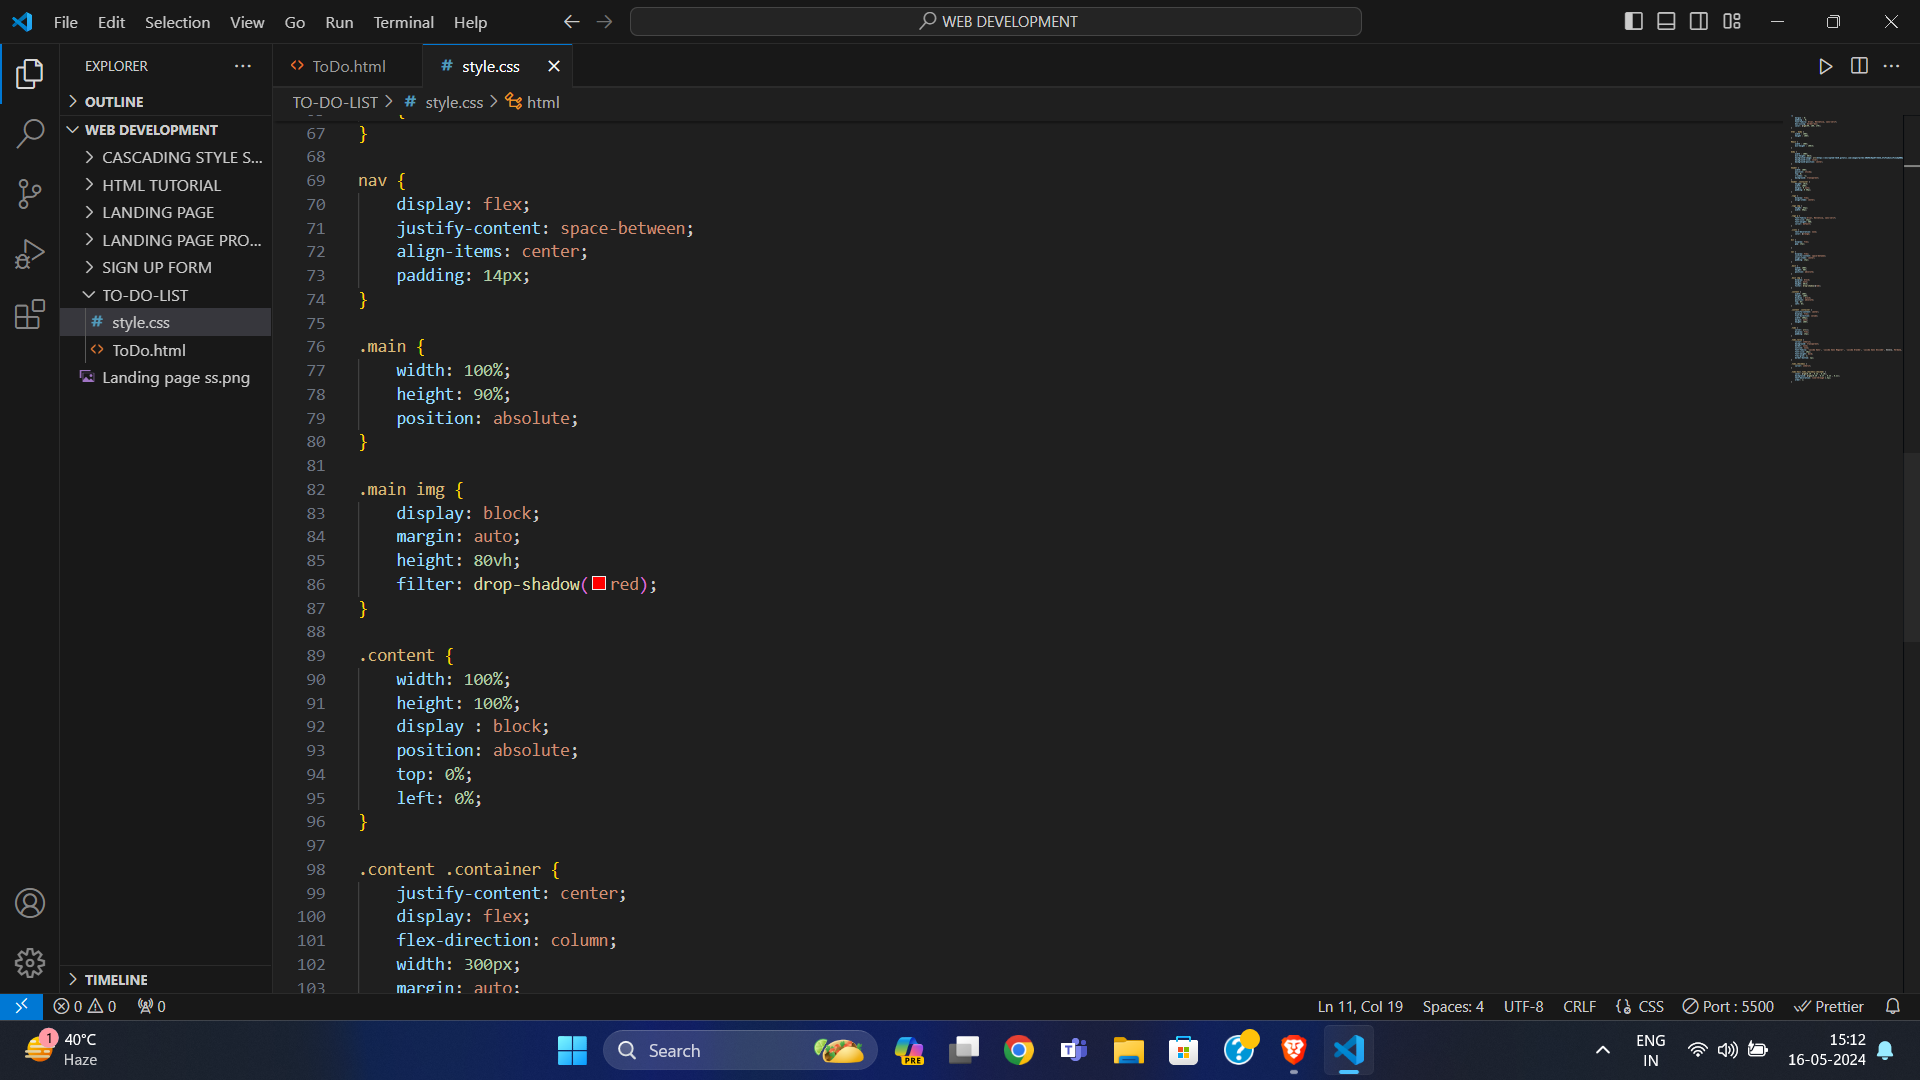 File Edit Selection View Go Run Terminal Help
WEB DEVELOPMENT
EXPLORER
OUTLINE
WEB DEVELOPMENT
CASCADING STYLE S...
HTML TUTORIAL
LANDING PAGE
LANDING PAGE PRO...
SIGN UP FORM
TO-DO-LIST
# style.css
<> ToDo.html
Landing page ss.png
TIMELINE
<> ToDo.html
# style.css
TO-DO-LIST > # style.css > html
67 }
68
69 nav {
70 display: flex;
71 justify-content: space-between;
72 align-items: center;
73 padding: 14px;
74 }
75
76 .main {
77 width: 100%;
78 height: 90%;
79 position: absolute;
80 }
81
82 .main img {
83 display: block;
84 margin: auto;
85 height: 80vh;
86 filter: drop-shadow(red);
87 }
88
89 .content {
90 width: 100%;
91 height: 100%;
92 display : block;
93 position: absolute;
94 top: 0%;
95 left: 0%;
96 }
97
98 .content .container {
99 justify-content: center;
100 display: flex;
101 flex-direction: column;
102 width: 300px;
103 margin: auto;
0 0 0 Ln 11, Col 19 Spaces: 4 UTF-8 CRLF {} CSS Port : 5500 Prettier
1
40°C
Haze
Search
PRE
ENG
IN
15:12
16-05-2024